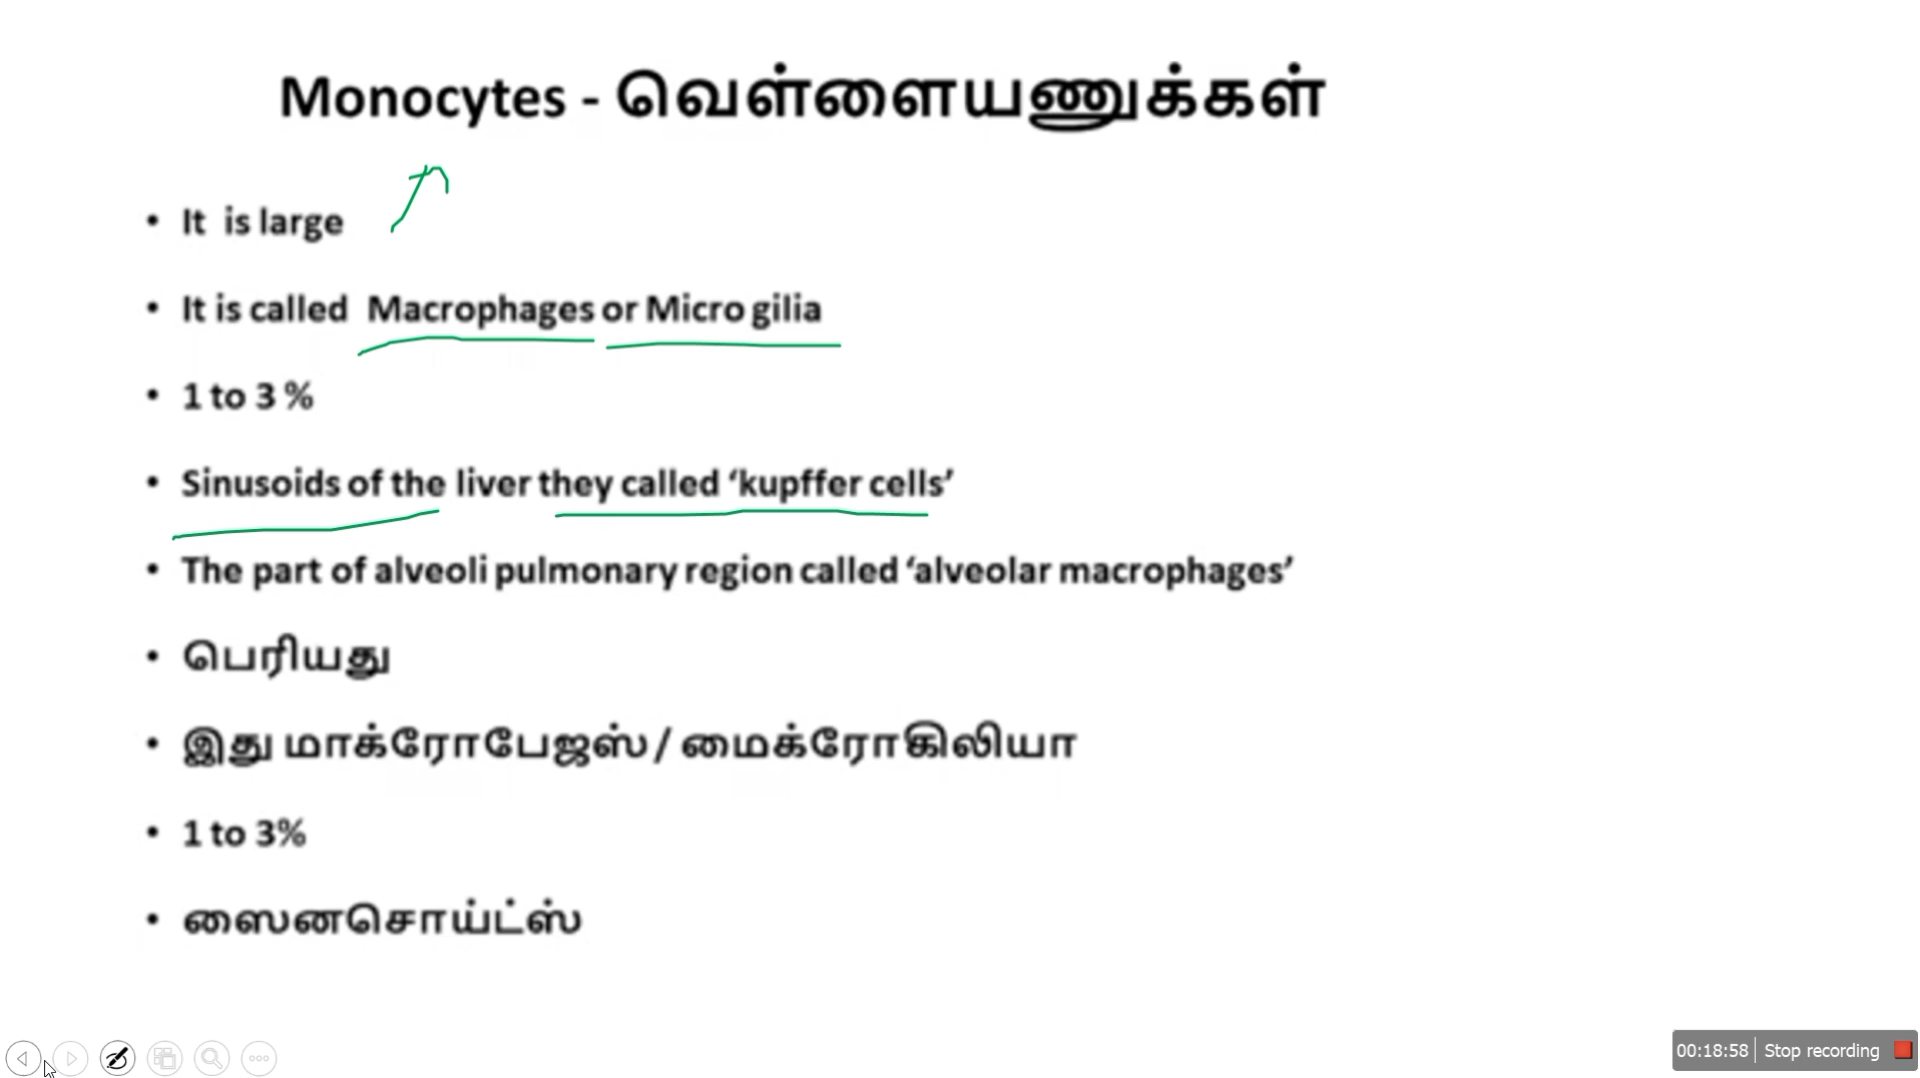 Monocytes - வெள்ளையணுக்கள்
• It is large
• It is called Macrophages or Micro gilia
• 1 to 3 %
• Sinusoids of the liver they called ‘kupffer cells’
• The part of alveoli pulmonary region called ‘alveolar macrophages’
• பெரியது
• இது மாக்ரோபேஜஸ் / மைக்ரோகிலியா
• 1 to 3%
• ஸைனசொய்ட்ஸ்
00:18:58 Stop recording